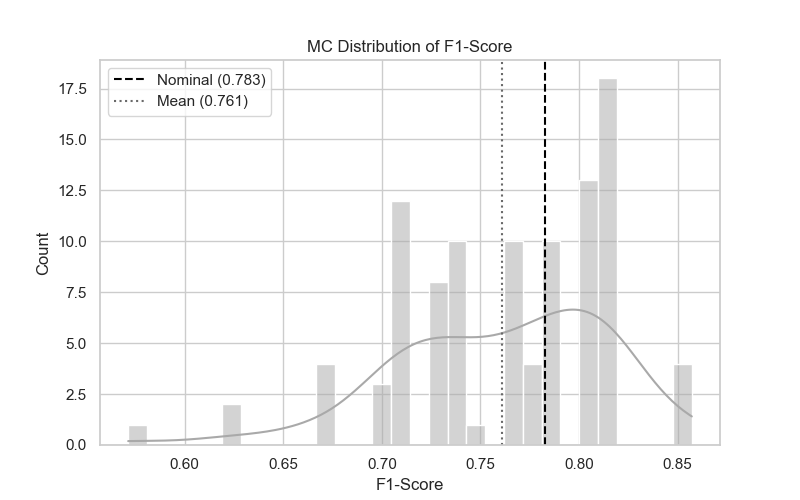 MC Distribution of F1-Score
Nominal (0.783)
Mean (0.761)
17.5
15.0
12.5
10.0
7.5
5.0
2.5
0.0
Count
0.60 0.65 0.70 0.75 0.80 0.85
F1-Score